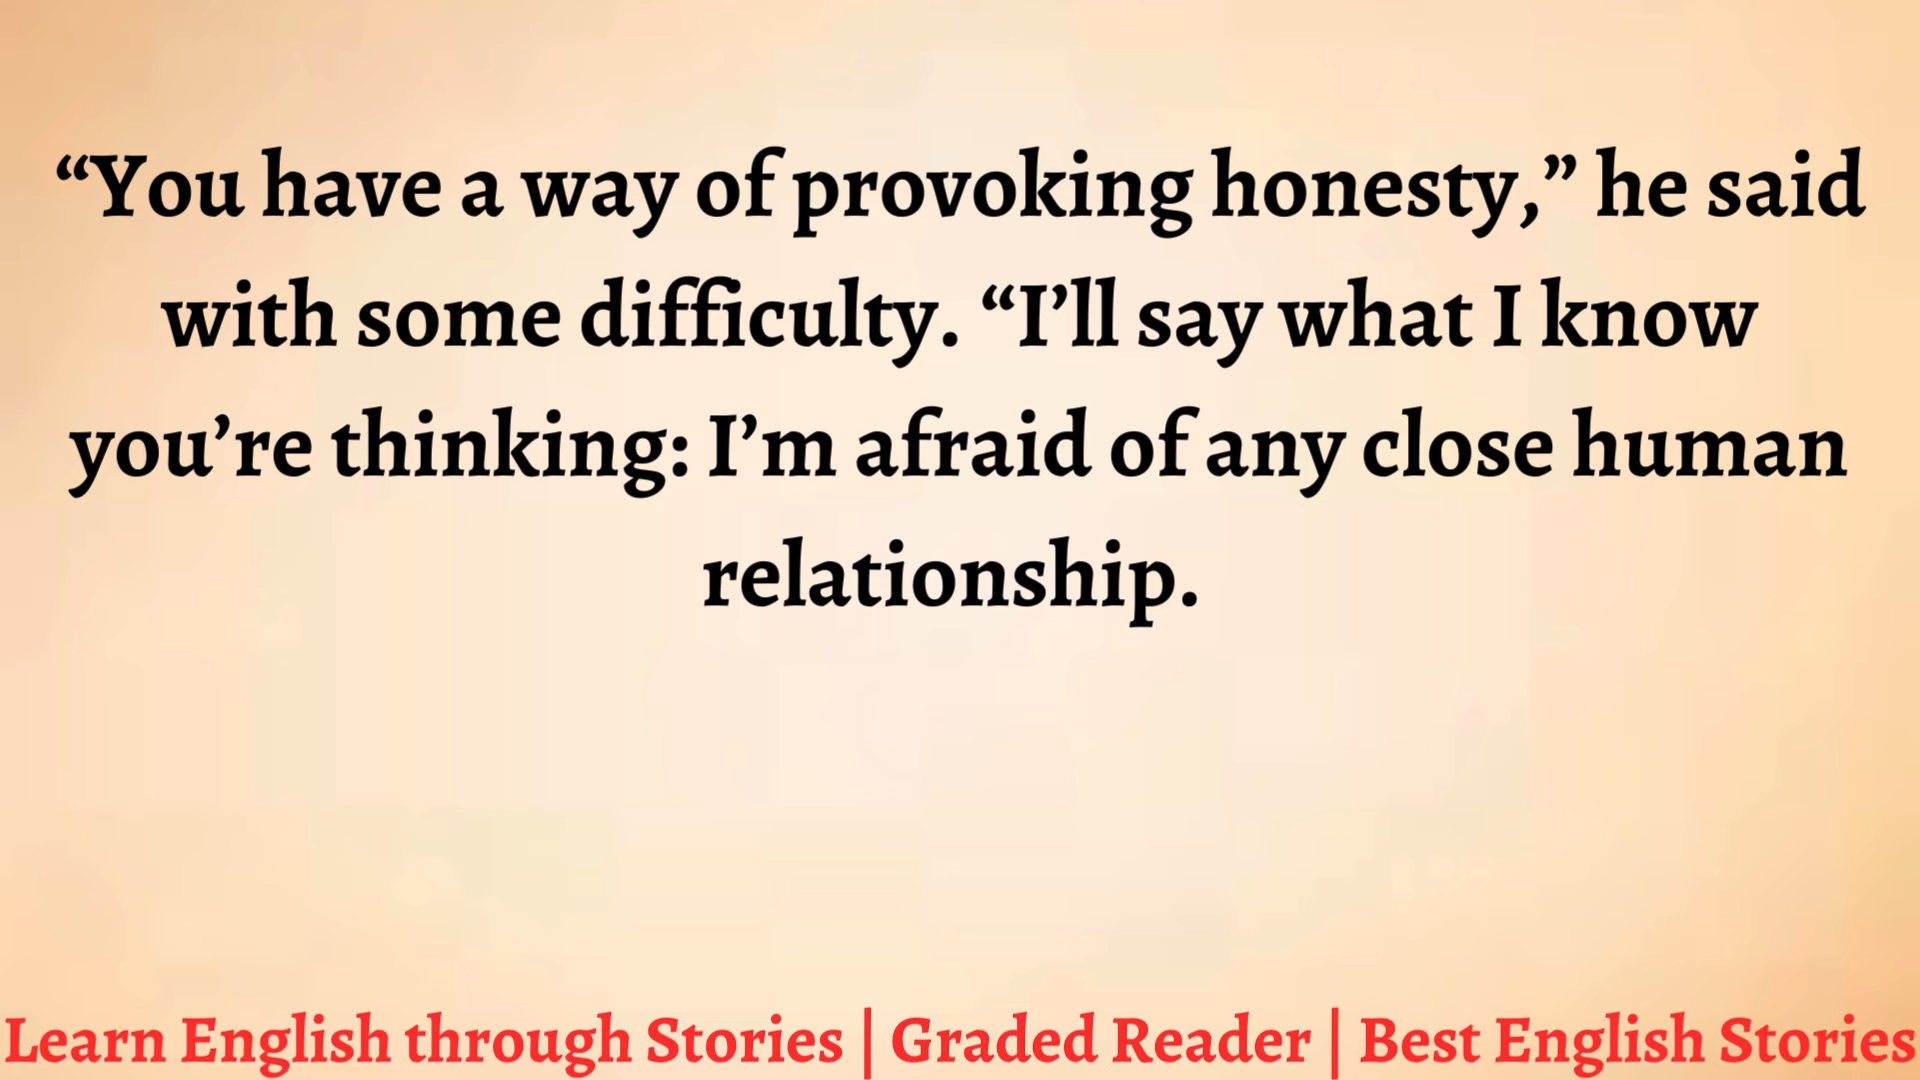 “You have a way of provoking honesty,” he said
with some difficulty. “I’ll say what I know
you’re thinking: I’m afraid of any close human
relationship.
Learn English through Stories | Graded Reader | Best English Stories